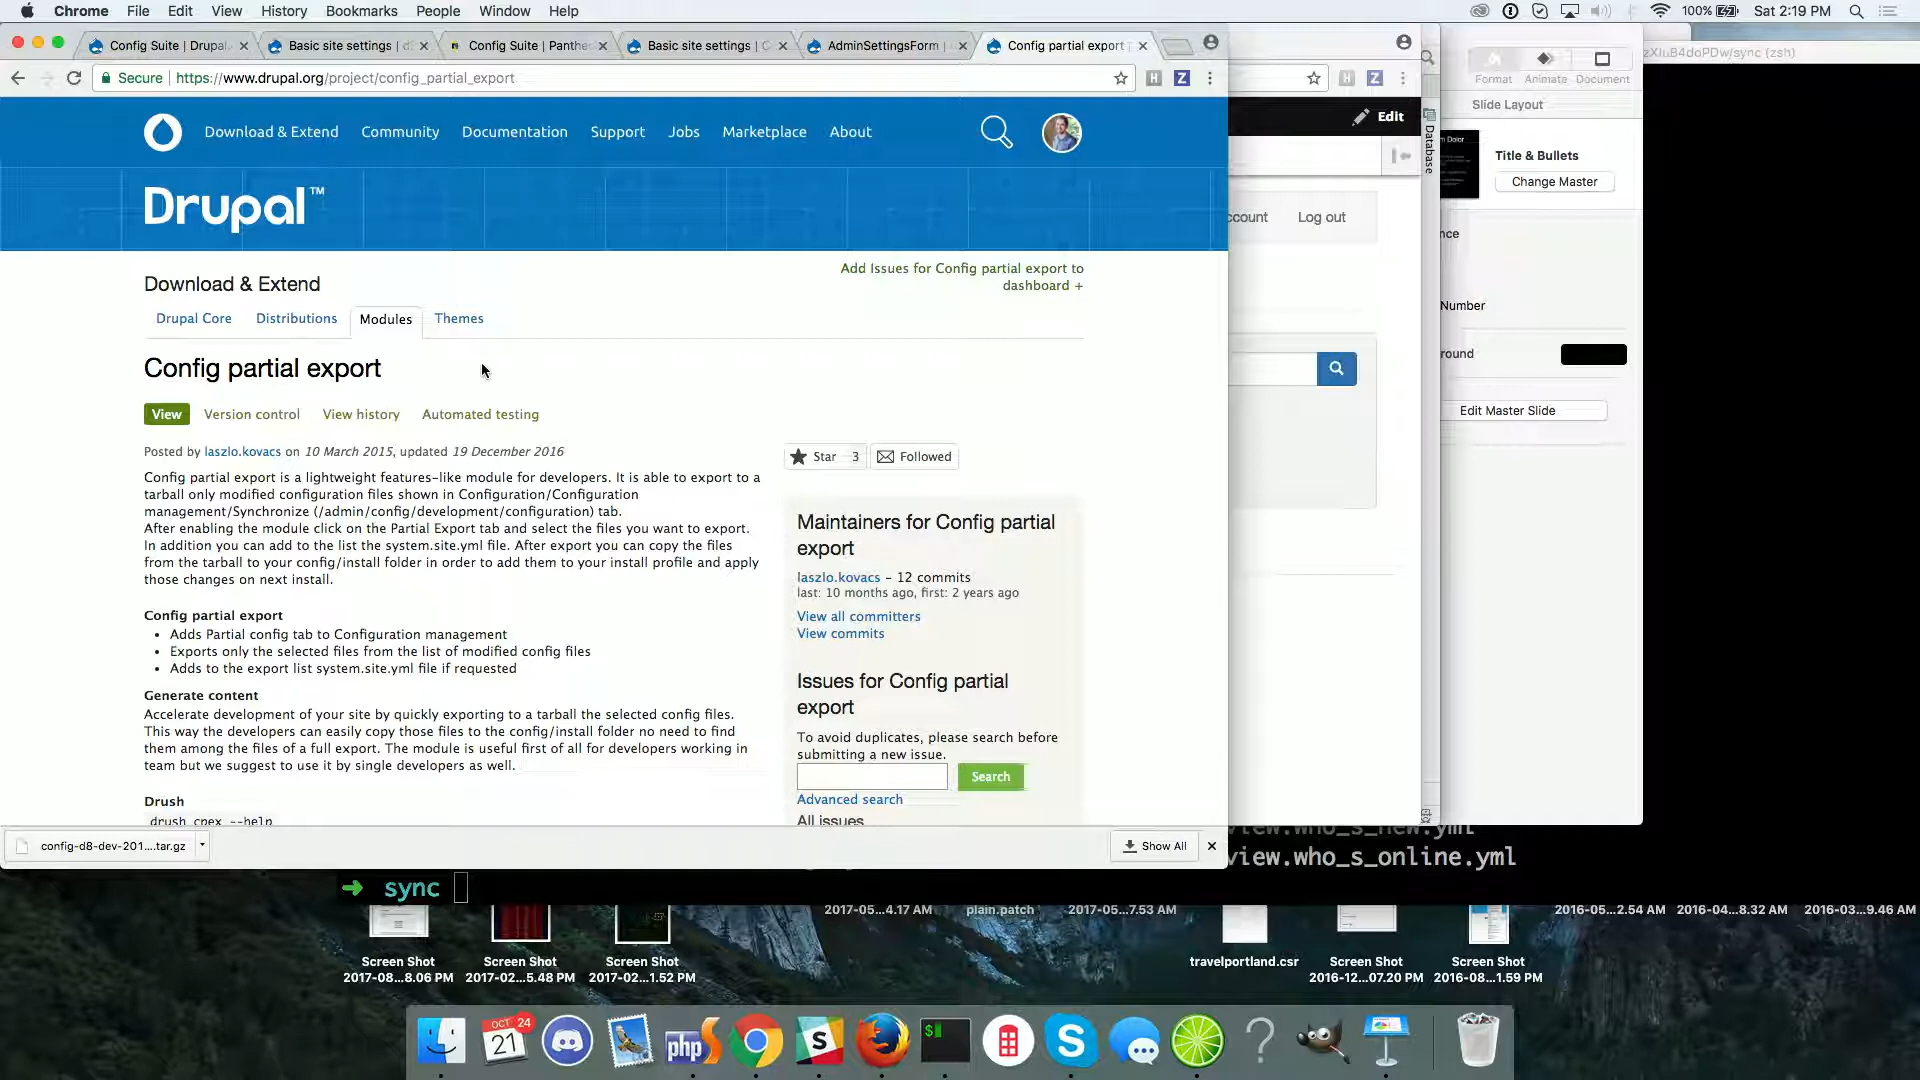 Chrome File Edit View History Bookmarks People Window Help
100% Sat 2:19 PM
Config Suite | Drupal.
Basic site settings | d
Config Suite | Panthe
Basic site settings | C
AdminSettingsForm |
Config partial export
zXIuB4doPDw/sync (zsh)
Secure https://www.drupal.org/project/config_partial_export
Format Animate Document
Slide Layout
Download & Extend Community Documentation Support Jobs Marketplace About
Edit
Database
Title & Bullets
Change Master
Drupal™
ccount Log out
nce
Download & Extend
Add Issues for Config partial export to
dashboard +
Drupal Core Distributions Modules Themes
Number
Config partial export
round
View Version control View history Automated testing
Edit Master Slide
Posted by laszlo.kovacs on 10 March 2015, updated 19 December 2016
Star 3 Followed
Config partial export is a lightweight features-like module for developers. It is able to export to a
tarball only modified configuration files shown in Configuration/Configuration
management/Synchronize (/admin/config/development/configuration) tab.
After enabling the module click on the Partial Export tab and select the files you want to export.
In addition you can add to the list the system.site.yml file. After export you can copy the files
from the tarball to your config/install folder in order to add them to your install profile and apply
those changes on next install.
Config partial export
Adds Partial config tab to Configuration management
Exports only the selected files from the list of modified config files
Adds to the export list system.site.yml file if requested
Generate content
Accelerate development of your site by quickly exporting to a tarball the selected config files.
This way the developers can easily copy those files to the config/install folder no need to find
them among the files of a full export. The module is useful first of all for developers working in
team but we suggest to use it by single developers as well.
Drush
drush cpex --help
Maintainers for Config partial
export
laszlo.kovacs – 12 commits
last: 10 months ago, first: 2 years ago
View all committers
View commits
Issues for Config partial
export
To avoid duplicates, please search before
submitting a new issue.
Search
Advanced search
All issues
config-d8-dev-201....tar.gz
Show All
view.who_s_new.yml
view.who_s_online.yml
sync
2017-05...4.17 AM plain.patch 2017-05...7.53 AM
2016-05...2.54 AM 2016-04...8.32 AM 2016-03...9.46 AM
Screen Shot
2017-08...8.06 PM
Screen Shot
2017-02...5.48 PM
Screen Shot
2017-02...1.52 PM
travelportland.csr
Screen Shot
2016-12...07.20 PM
Screen Shot
2016-08...1.59 PM
OCT 24
21
php
S
$
S
?